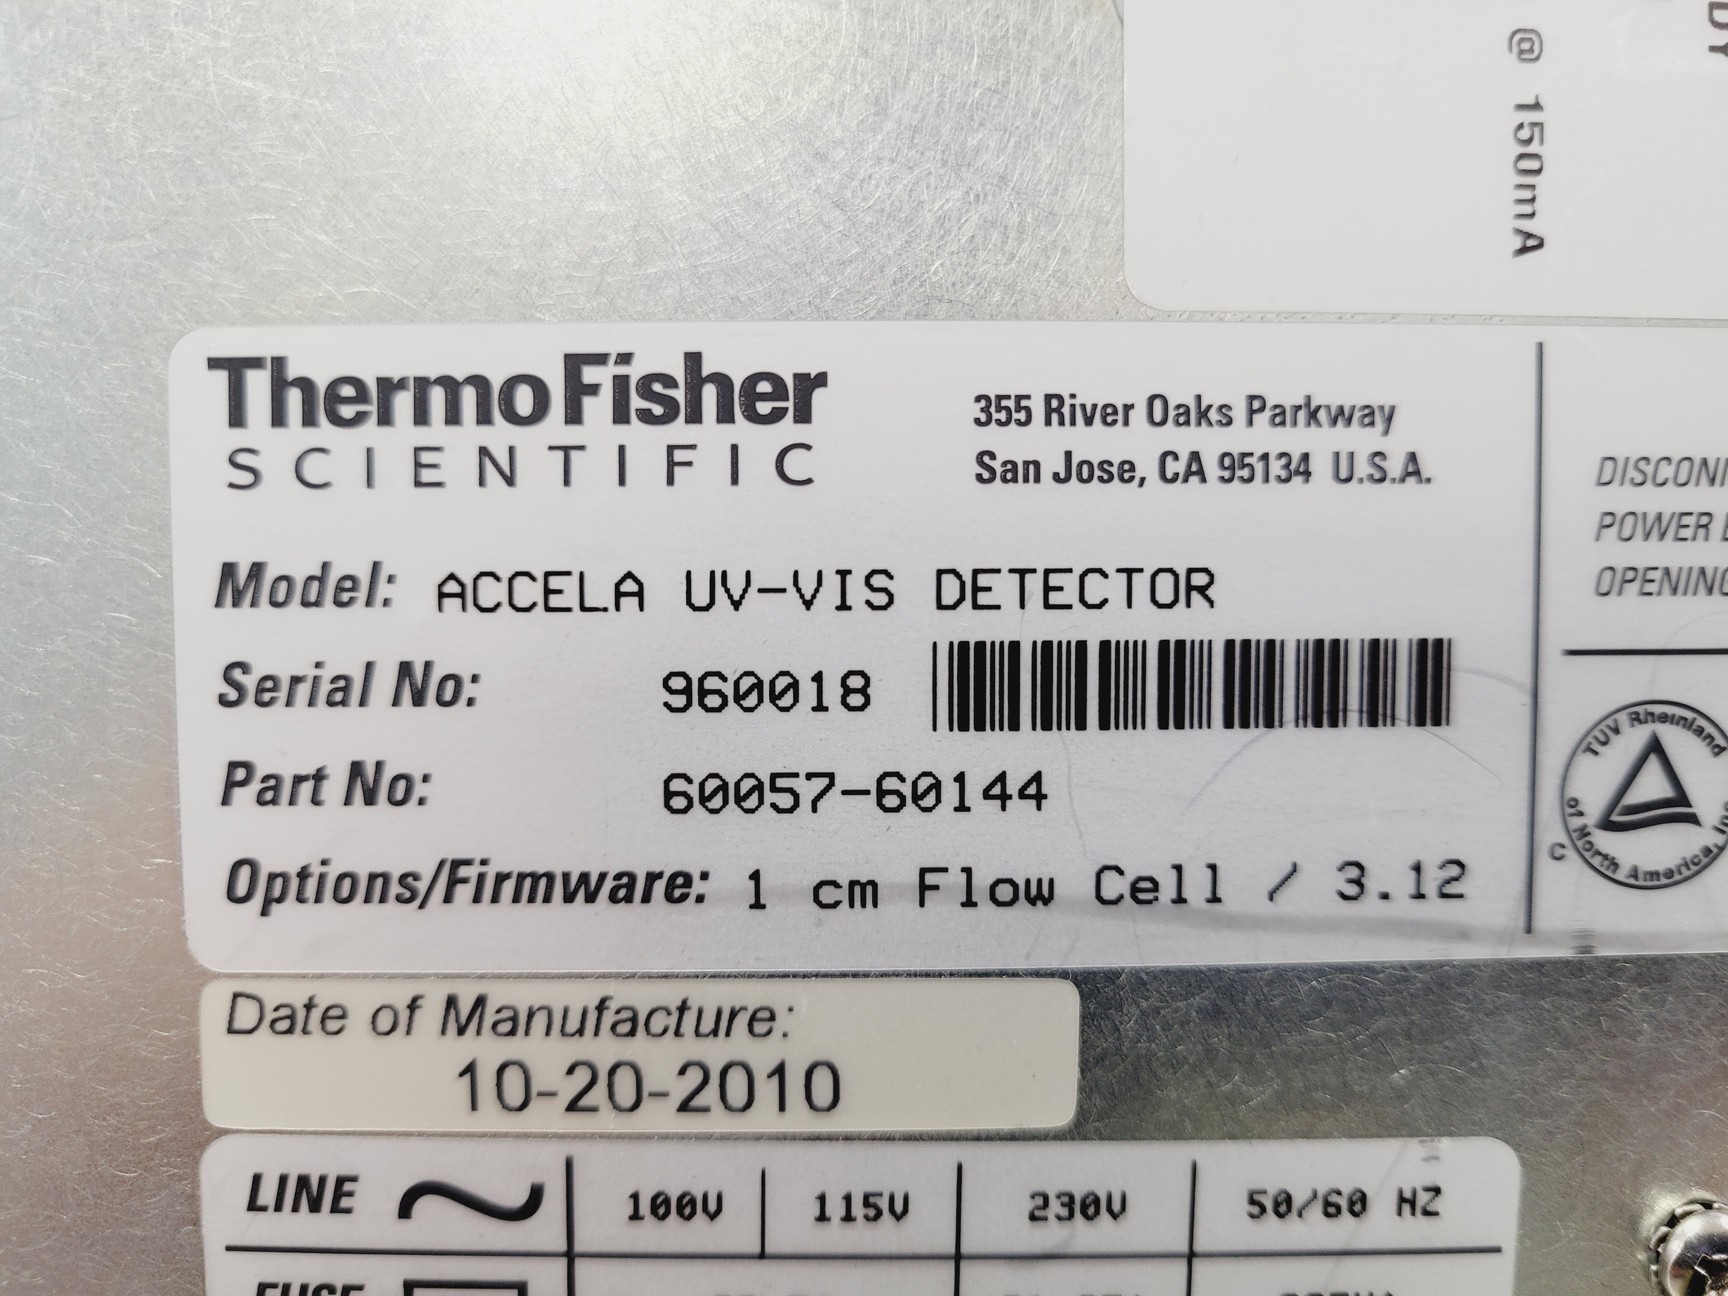 @ 150mA
ThermoFisher
SCIENTIFIC
355 River Oaks Parkway
San Jose, CA 95134 U.S.A.
Model: ACCELA UV-VIS DETECTOR
Serial No: 960018
Part No: 60057-60144
Options/Firmware: 1 cm Flow Cell / 3.12
POWER
TUV Rheinland
of North America, Inc
C
Date of Manufacture:
10-20-2010
LINE 100V 115V 230V 50/60 HZ
FUSE